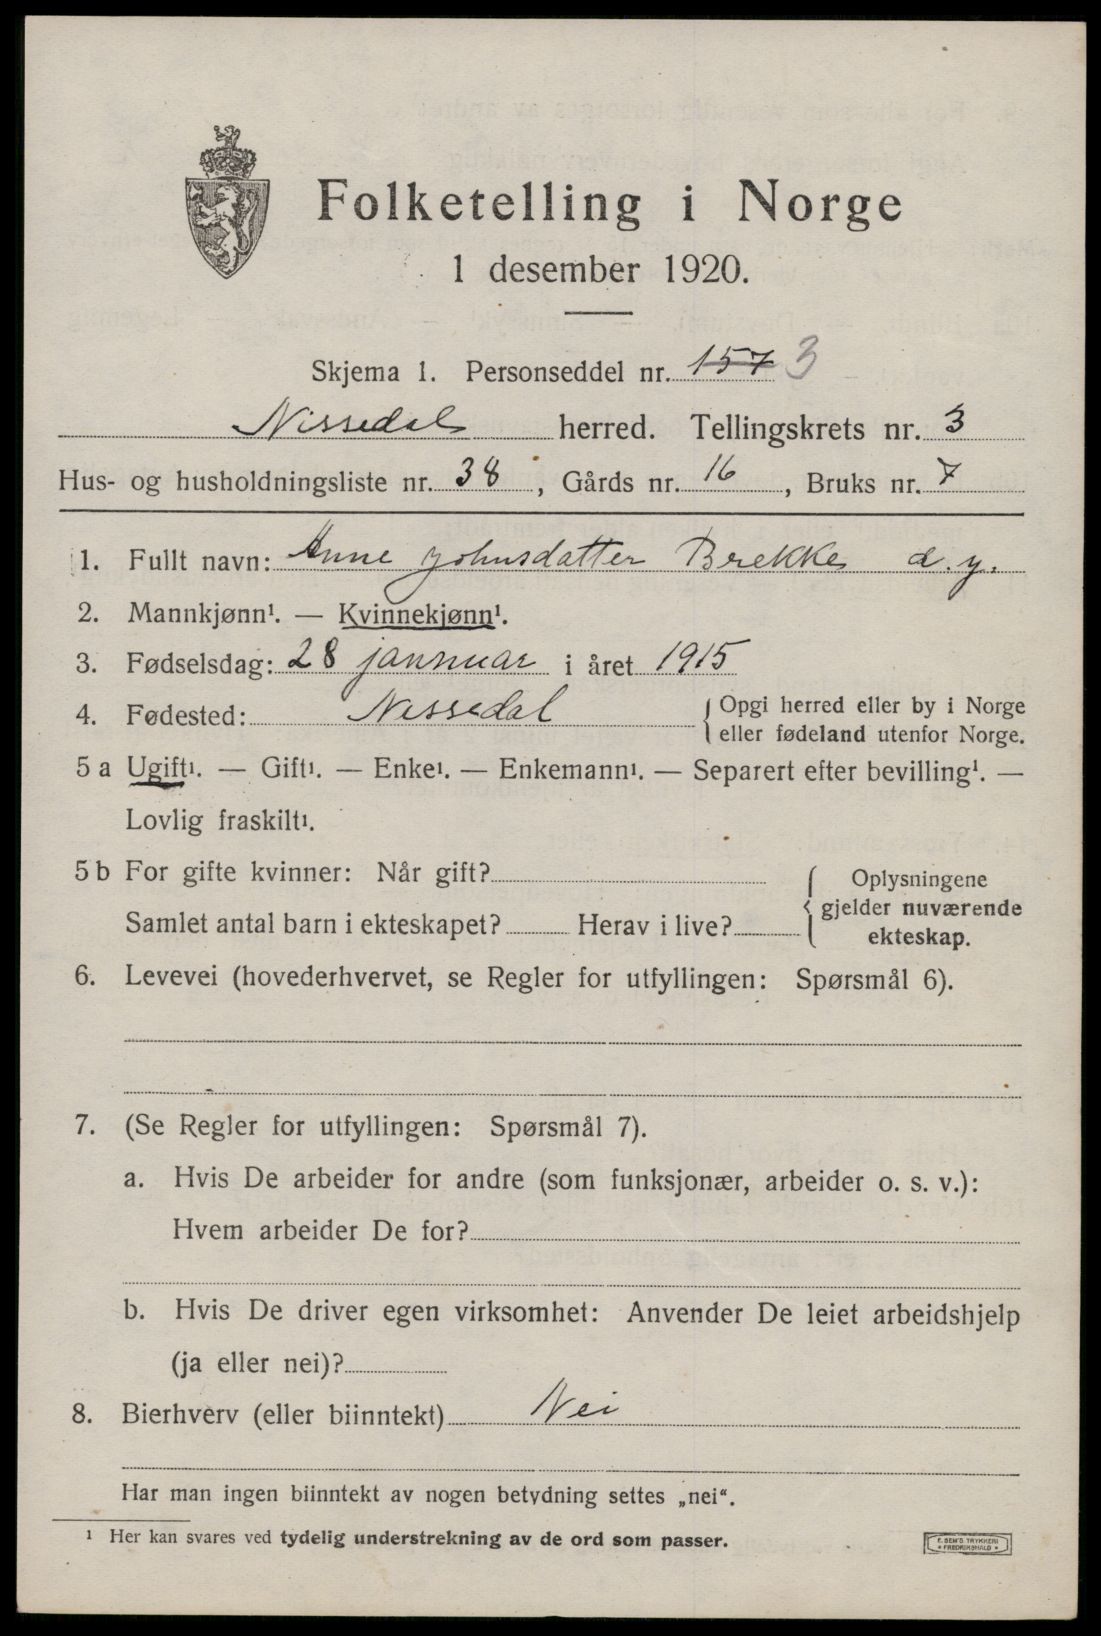 Folketelling i Norge
1 desember 1920.
Skjema 1. Personseddel nr. 157 3
Nissedal herred. Tellingskrets nr. 3
Hus- og husholdningsliste nr. 38, Gårds nr. 16, Bruks nr. 7
1. Fullt navn: Anne Johnsdatter Brekke d.y.
2. Mannkjønn¹. — Kvinnekjønn¹.
3. Fødselsdag: 28 januar i året 1915
4. Fødested: Nissedal { Opgi herred eller by i Norge
eller fødeland utenfor Norge.
5 a Ugift¹. — Gift¹. — Enke¹. — Enkemann¹. — Separert efter bevilling¹. —
Lovlig fraskilt¹.
5 b For gifte kvinner: Når gift?
Samlet antal barn i ekteskapet? Herav i live?
{ Oplysningene
gjelder nuværende
ekteskap.
6. Levevei (hovederhvervet, se Regler for utfyllingen: Spørsmål 6).
7. (Se Regler for utfyllingen: Spørsmål 7).
a. Hvis De arbeider for andre (som funksjonær, arbeider o. s. v.):
Hvem arbeider De for?
b. Hvis De driver egen virksomhet: Anvender De leiet arbeidshjelp
(ja eller nei)?
8. Bierhverv (eller biinntekt) Nei
Har man ingen biinntekt av nogen betydning settes „nei“.
¹ Her kan svares ved tydelig understrekning av de ord som passer.
E. SEM'S TRYKKERI
• FREDRIKSHALD •